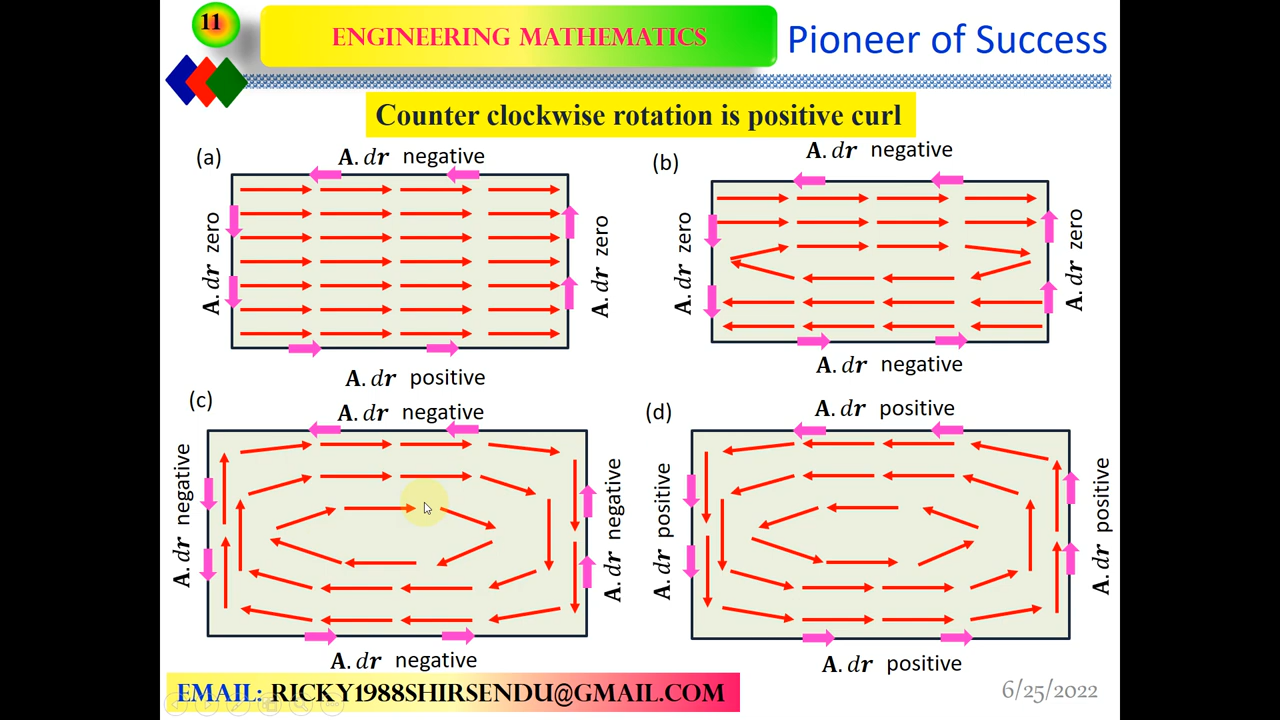 11
ENGINEERING MATHEMATICS
Pioneer of Success
Counter clockwise rotation is positive curl
(a)
A.dr negative
A.dr zero
A.dr zero
A.dr positive
(b)
A.dr negative
A.dr zero
A.dr zero
A.dr negative
(c)
A.dr negative
A.dr negative
A.dr negative
A.dr negative
(d)
A.dr positive
A.dr positive
A.dr positive
A.dr positive
EMAIL: RICKY1988SHIRSENDU@GMAIL.COM
6/25/2022